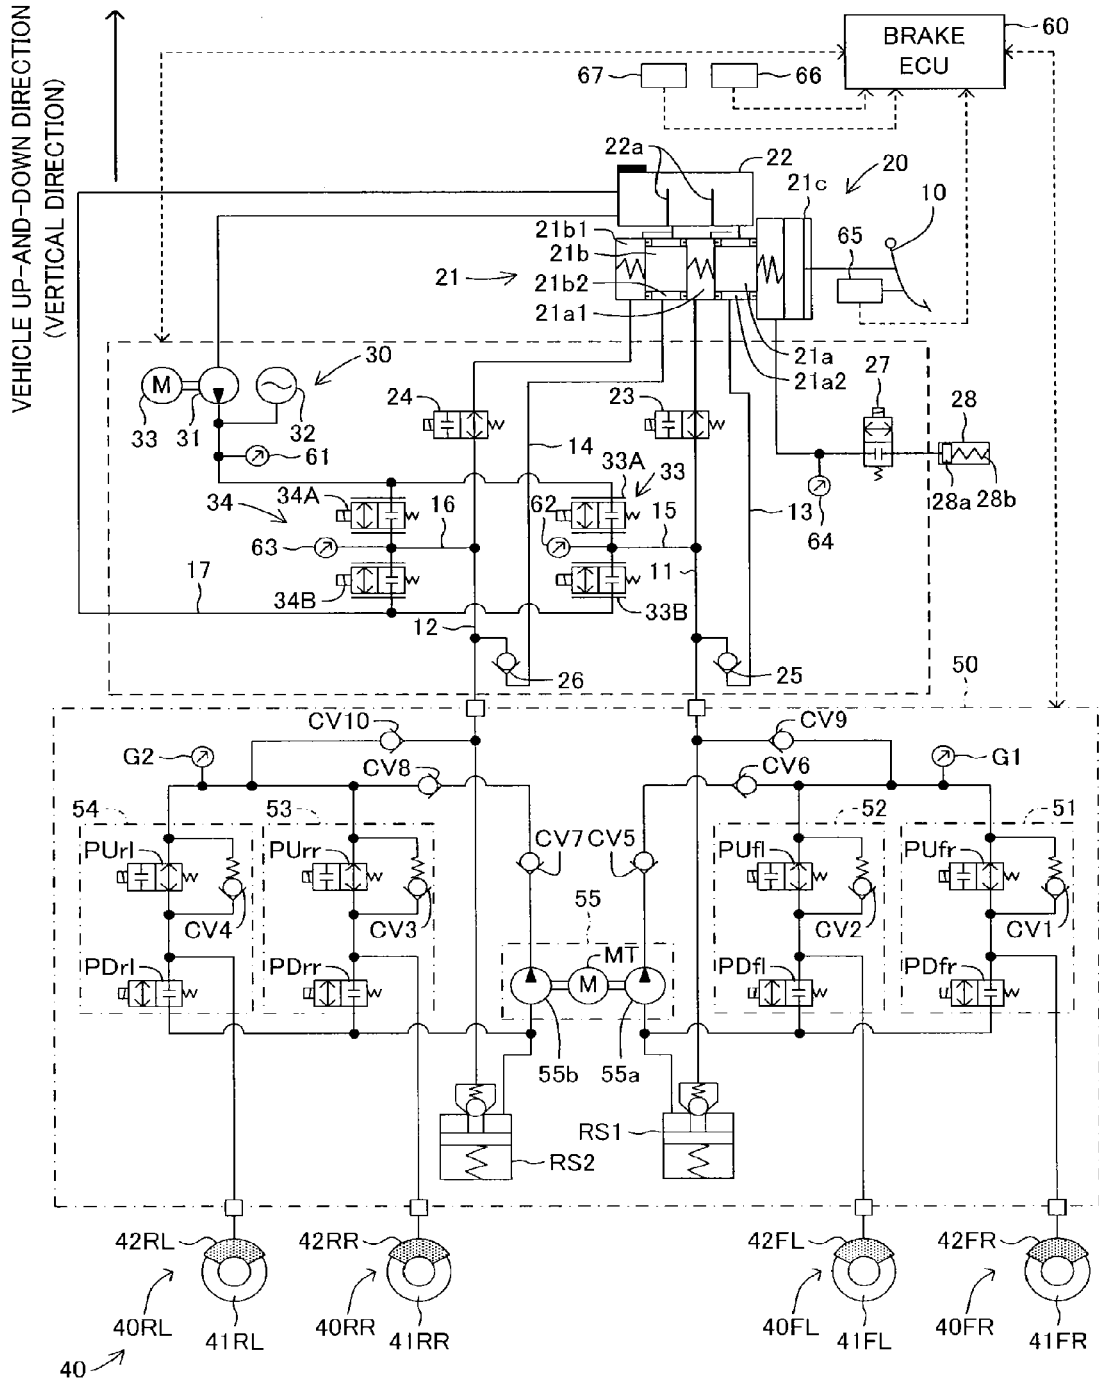 VEHICLE UP-AND-DOWN DIRECTION
(VERTICAL DIRECTION)
BRAKE
ECU
60
67
66
22a
22
20
21c
10
21b1
21b
65
21
21b2
21a1
21a
21a2
27
30
M
33
31
32
24
23
28
61
14
33A
33
28a
28b
34A
34
16
62
15
13
64
63
11
17
34B
33B
12
26
25
50
CV10
CV9
G2
CV8
CV6
G1
54
53
52
51
PUrl
PUrr
CV7
CV5
PUfl
PUfr
CV4
CV3
55
CV2
CV1
MT
PDrl
PDrr
M
PDfl
PDfr
55b
55a
RS1
RS2
42RL
42RR
42FL
42FR
40RL
41RL
40RR
41RR
40FL
41FL
40FR
41FR
40